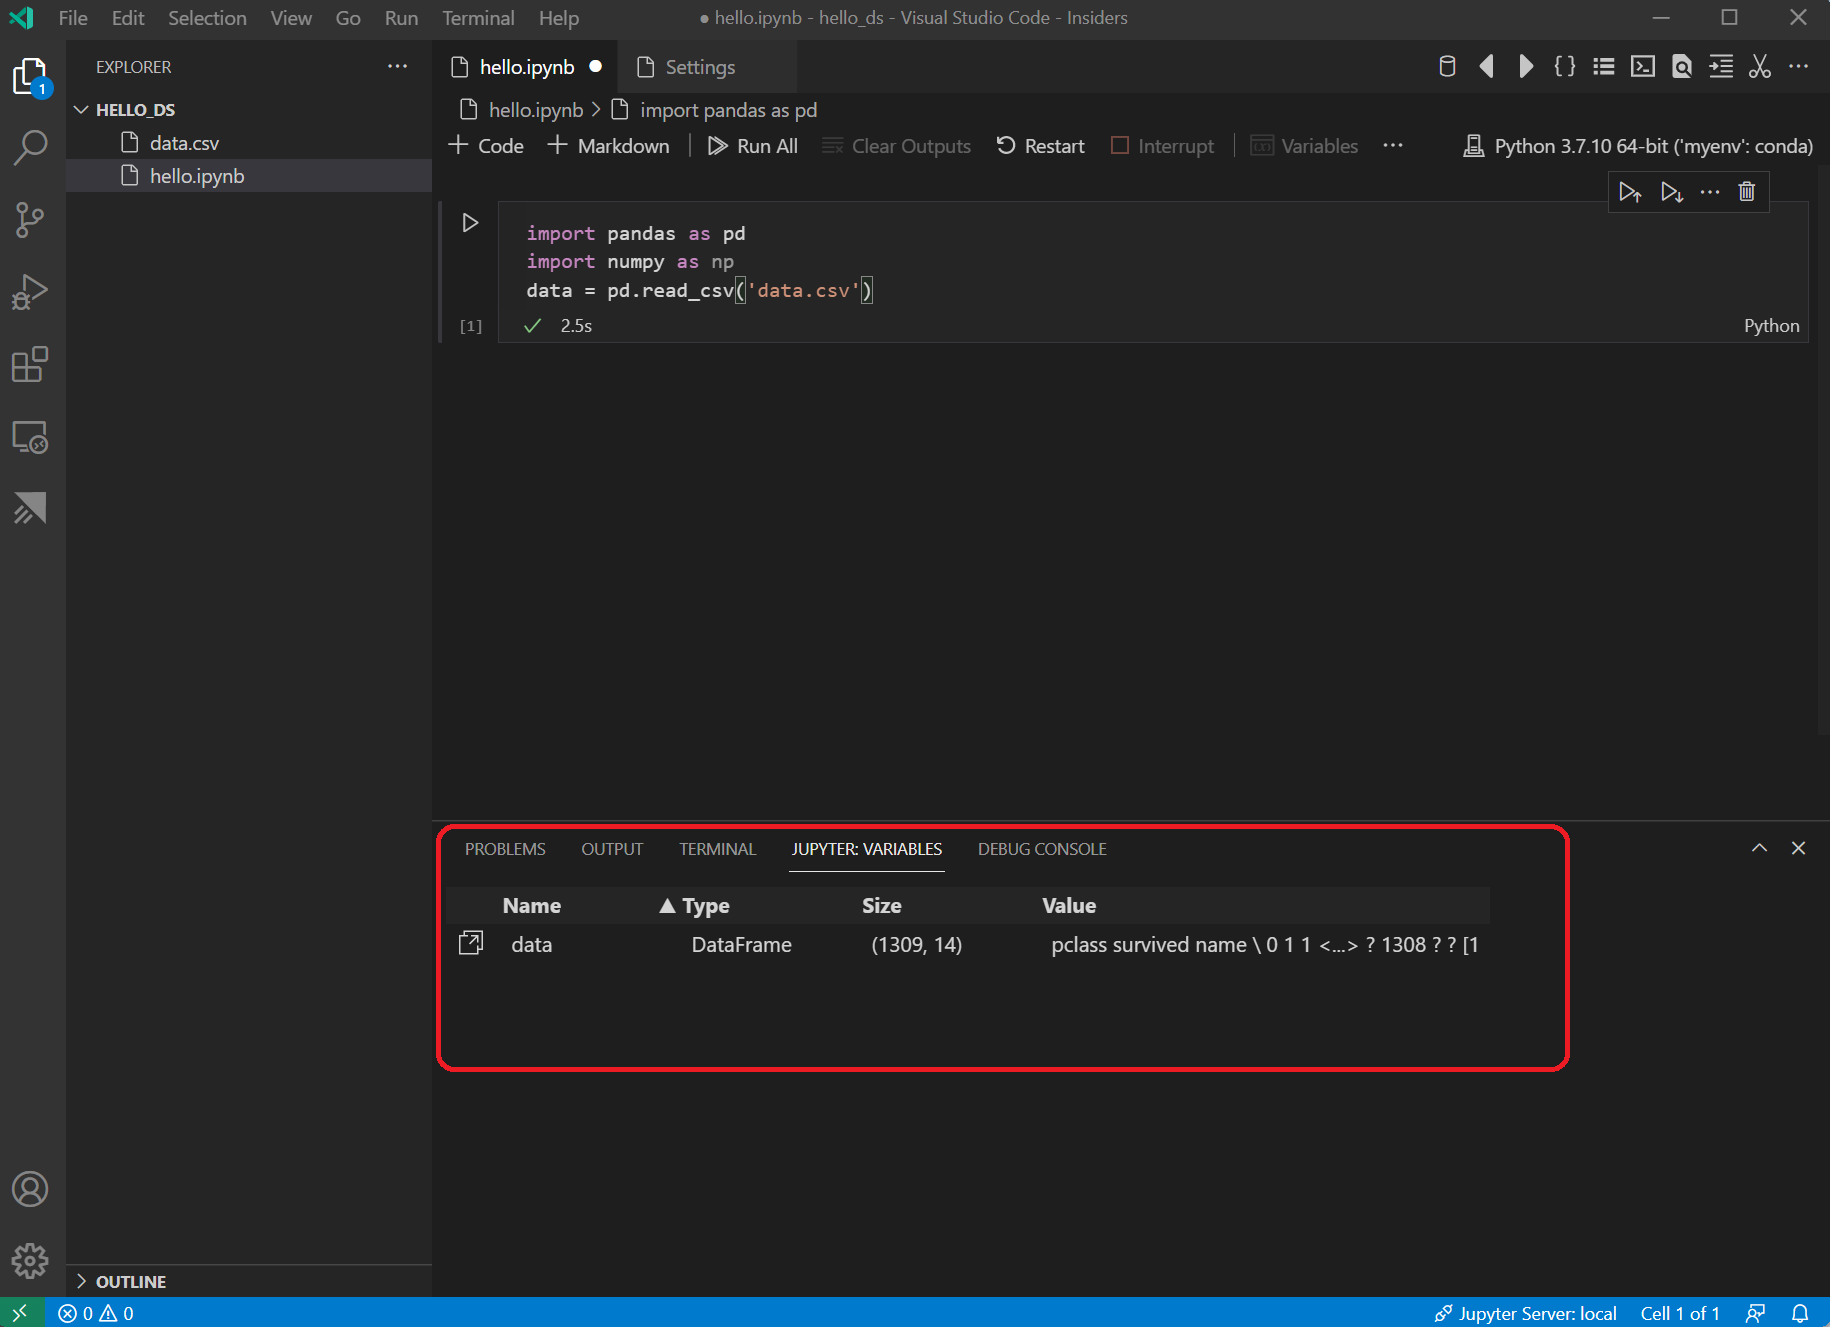 File Edit Selection View Go Run Terminal Help ● hello.ipynb - hello_ds - Visual Studio Code - Insiders
EXPLORER ···
1
HELLO_DS
data.csv
hello.ipynb
hello.ipynb ● Settings
hello.ipynb > import pandas as pd
+ Code + Markdown | Run All Clear Outputs Restart Interrupt | Variables ··· Python 3.7.10 64-bit ('myenv': conda)
import pandas as pd
import numpy as np
data = pd.read_csv('data.csv')
[1] ✓ 2.5s Python
PROBLEMS OUTPUT TERMINAL JUPYTER: VARIABLES DEBUG CONSOLE
Name ▲ Type Size Value
data DataFrame (1309, 14) pclass survived name \ 0 1 1 <...> ? 1308 ? ? [1
OUTLINE
0 0 Jupyter Server: local Cell 1 of 1